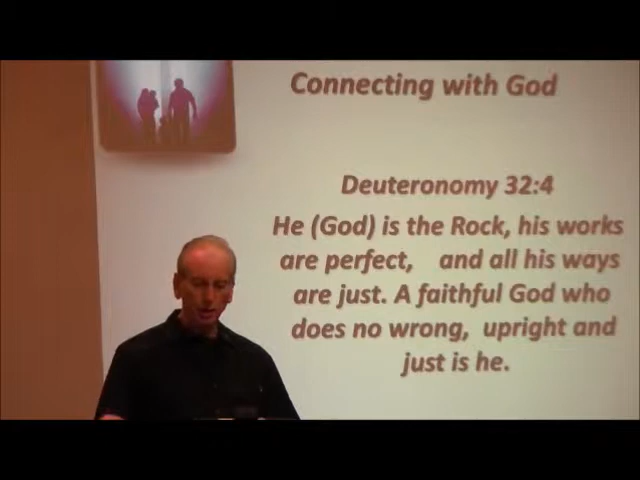 Connecting with God
Deuteronomy 32:4
He (God) is the Rock, his works
are perfect, and all his ways
are just. A faithful God who
does no wrong, upright and
just is he.